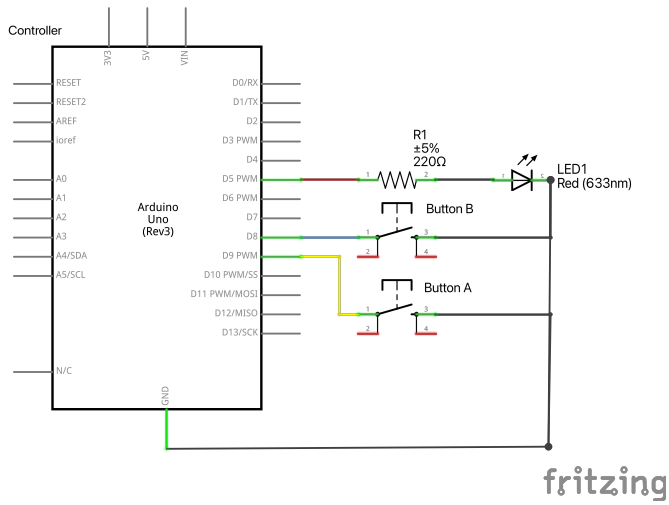 Controller
3V3
5V
VIN
RESET
RESET2
AREF
ioref
A0
A1
A2
A3
A4/SDA
A5/SCL
N/C
Arduino
Uno
(Rev3)
D0/RX
D1/TX
D2
D3 PWM
D4
D5 PWM
D6 PWM
D7
D8
D9 PWM
D10 PWM/SS
D11 PWM/MOSI
D12/MISO
D13/SCK
GND
R1
±5%
220Ω
1 2
1 2
LED1
Red (633nm)
Button B
1 3
2 4
Button A
1 3
2 4
fritzing